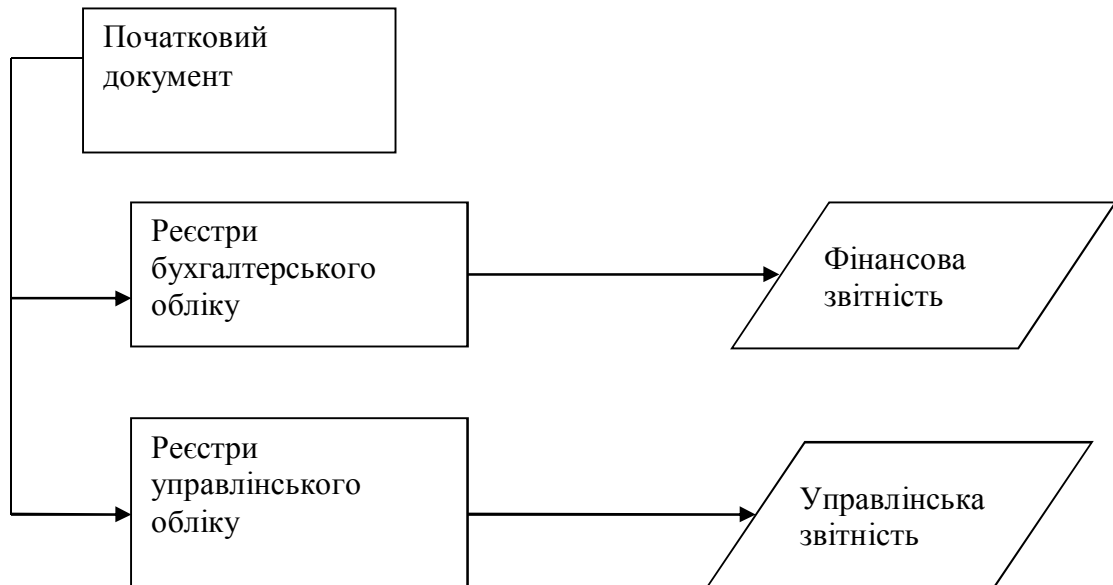 Початковий
документ
Реєстри
бухгалтерського
обліку
Фінансова
звітність
Реєстри
управлінського
обліку
Управлінська
звітність